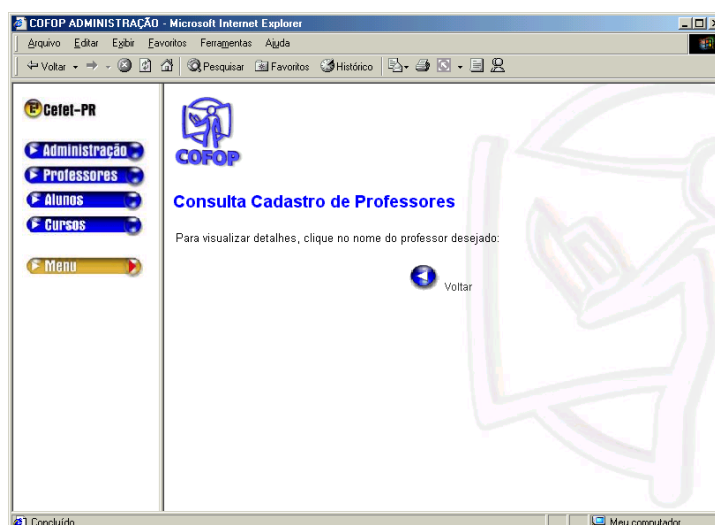 COFOP ADMINISTRAÇÃO - Microsoft Internet Explorer
Arquivo Editar Exibir Favoritos Ferramentas Ajuda
Voltar Pesquisar Favoritos Histórico
Cefet-PR
Administração
Professores
Alunos
Cursos
Menu
COFOP
Consulta Cadastro de Professores
Para visualizar detalhes, clique no nome do professor desejado:
Voltar
Concluído Meu computador